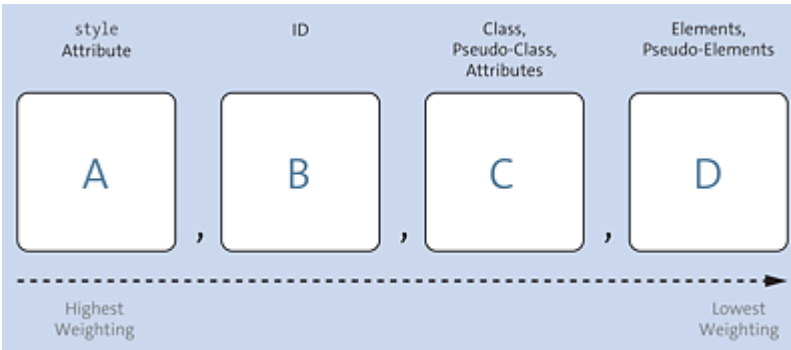 style
Attribute
ID
Class,
Pseudo-Class,
Attributes
Elements,
Pseudo-Elements
A , B , C , D
Highest
Weighting
Lowest
Weighting